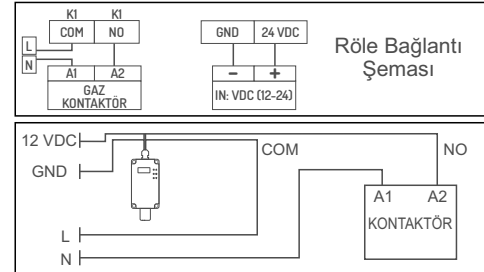 K1 K1
COM NO
L
N
A1 A2
GAZ
KONTAKTÖR
GND 24 VDC
− +
IN: VDC (12-24)
Röle Bağlantı
Şeması
12 VDC
COM NO
GND
A1 A2
KONTAKTÖR
L
N